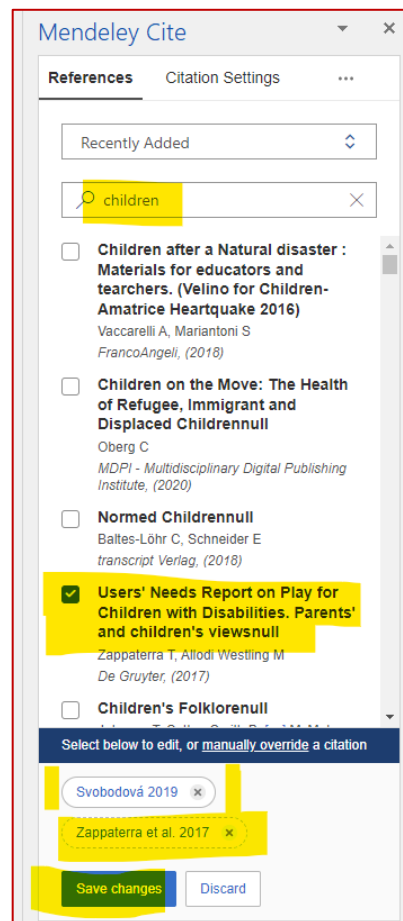 Mendeley Cite
References Citation Settings ...
Recently Added
children
Children after a Natural disaster :
Materials for educators and
tearchers. (Velino for Children-
Amatrice Heartquake 2016)
Vaccarelli A, Mariantoni S
FrancoAngeli, (2018)
Children on the Move: The Health
of Refugee, Immigrant and
Displaced Childrennull
Oberg C
MDPI - Multidisciplinary Digital Publishing
Institute, (2020)
Normed Childrennull
Baltes-Löhr C, Schneider E
transcript Verlag, (2018)
Users' Needs Report on Play for
Children with Disabilities. Parents'
and children's viewsnull
Zappaterra T, Allodi Westling M
De Gruyter, (2017)
Children's Folklorenull
Select below to edit, or manually override a citation
Svobodová 2019
Zappaterra et al. 2017
Save changes Discard